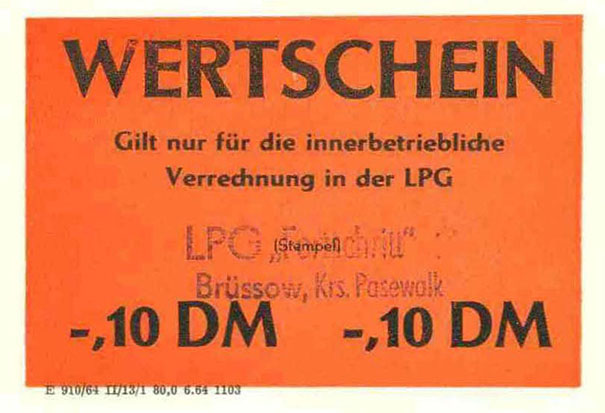 WERTSCHEIN
Gilt nur für die innerbetriebliche
Verrechnung in der LPG
LPG „Fortschritt“
(Stempel)
Brüssow, Krs. Pasewalk
-,10 DM -,10 DM
E 910/64 II/13/1 80,0 6.64 1103